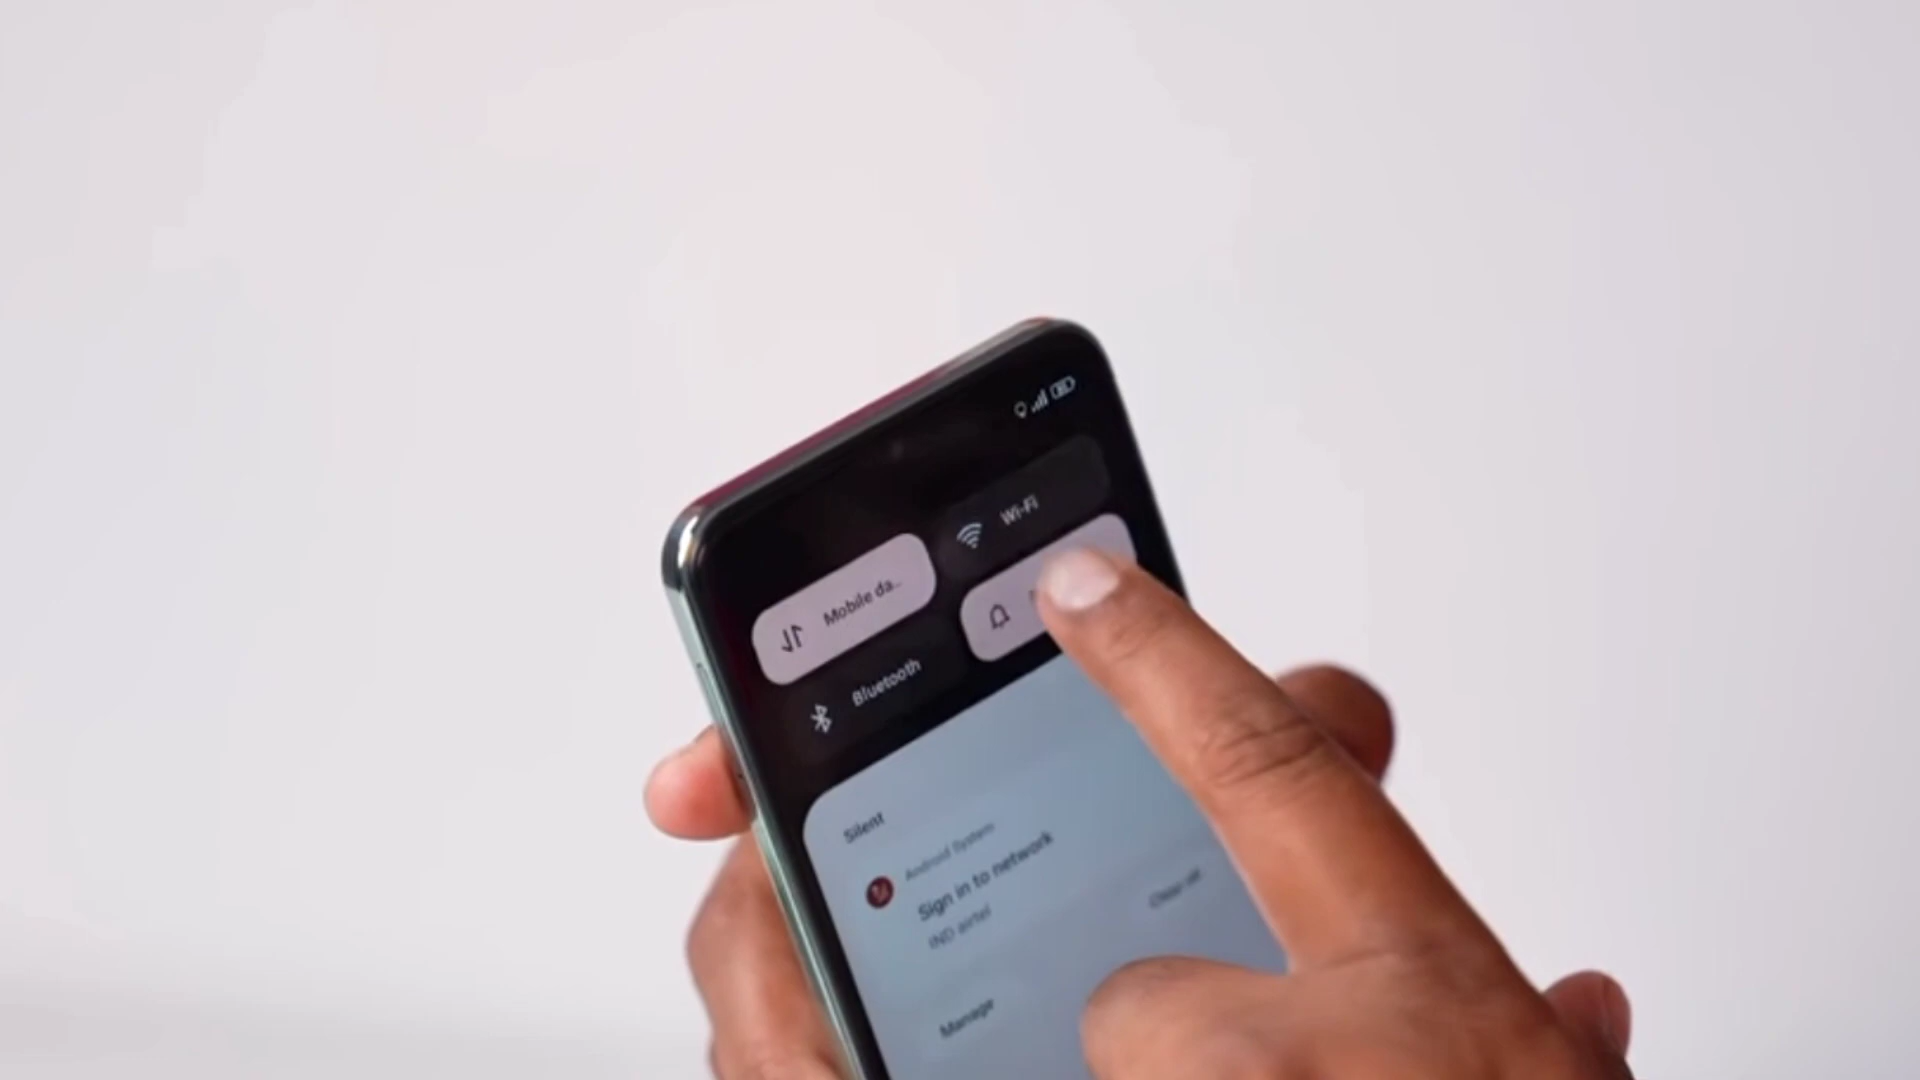 Wi-Fi
Mobile da..
Bluetooth
Silent
Android System
Sign in to network
IND airtel
Clear all
Manage